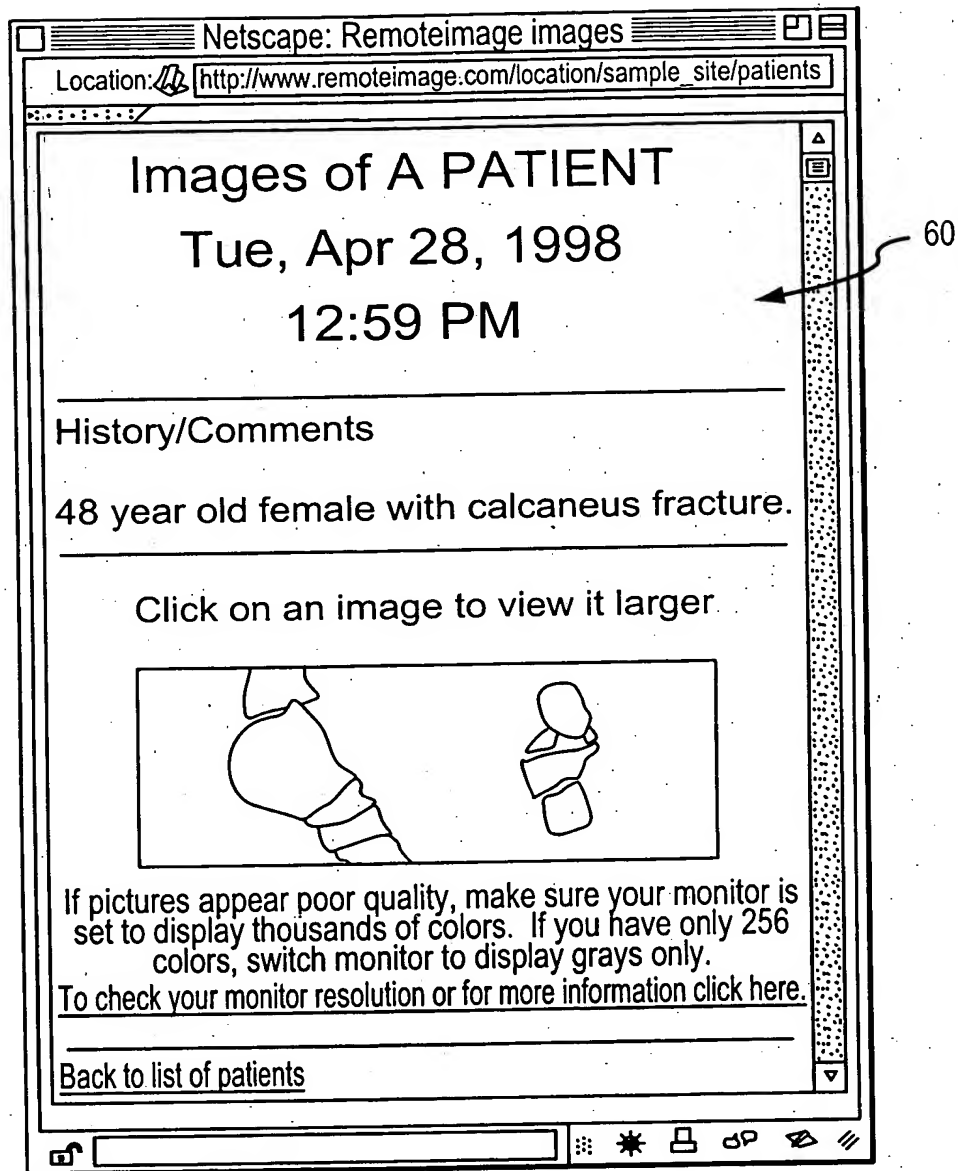 Netscape: Remoteimage images
Location: http://www.remoteimage.com/location/sample_site/patients
Images of A PATIENT
Tue, Apr 28, 1998
12:59 PM
60
History/Comments
48 year old female with calcaneus fracture.
Click on an image to view it larger
If pictures appear poor quality, make sure your monitor is
set to display thousands of colors. If you have only 256
colors, switch monitor to display grays only.
To check your monitor resolution or for more information click here.
Back to list of patients